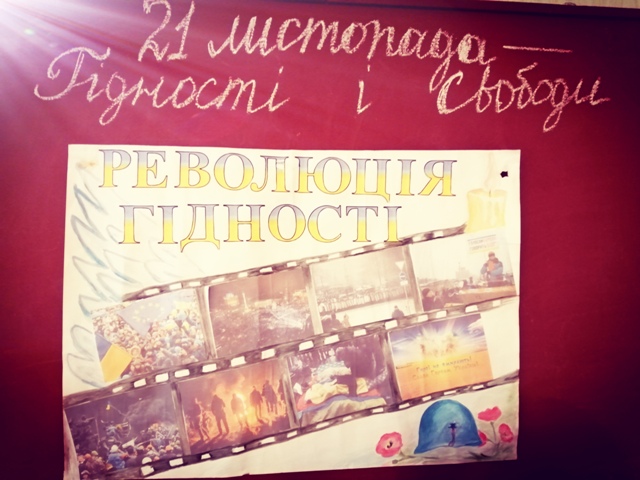 21 листопада —
Гідності і Свободи
РЕВОЛЮЦІЯ
ГІДНОСТІ